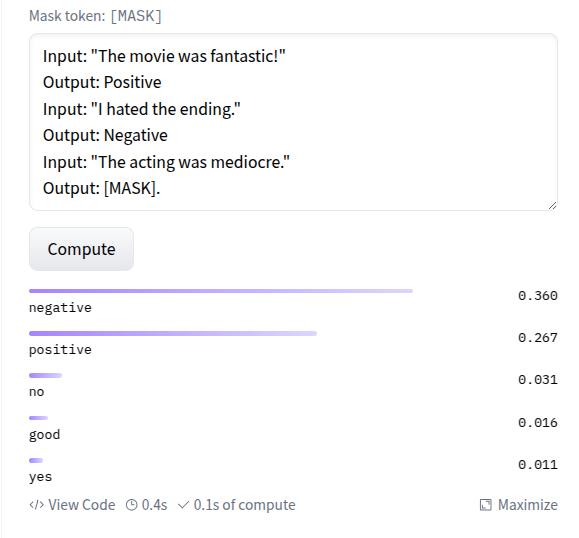 Mask token: [MASK]
Input: "The movie was fantastic!"
Output: Positive
Input: "I hated the ending."
Output: Negative
Input: "The acting was mediocre."
Output: [MASK].
Compute
negative 0.360
positive 0.267
no 0.031
good 0.016
yes 0.011
</> View Code 0.4s 0.1s of compute Maximize